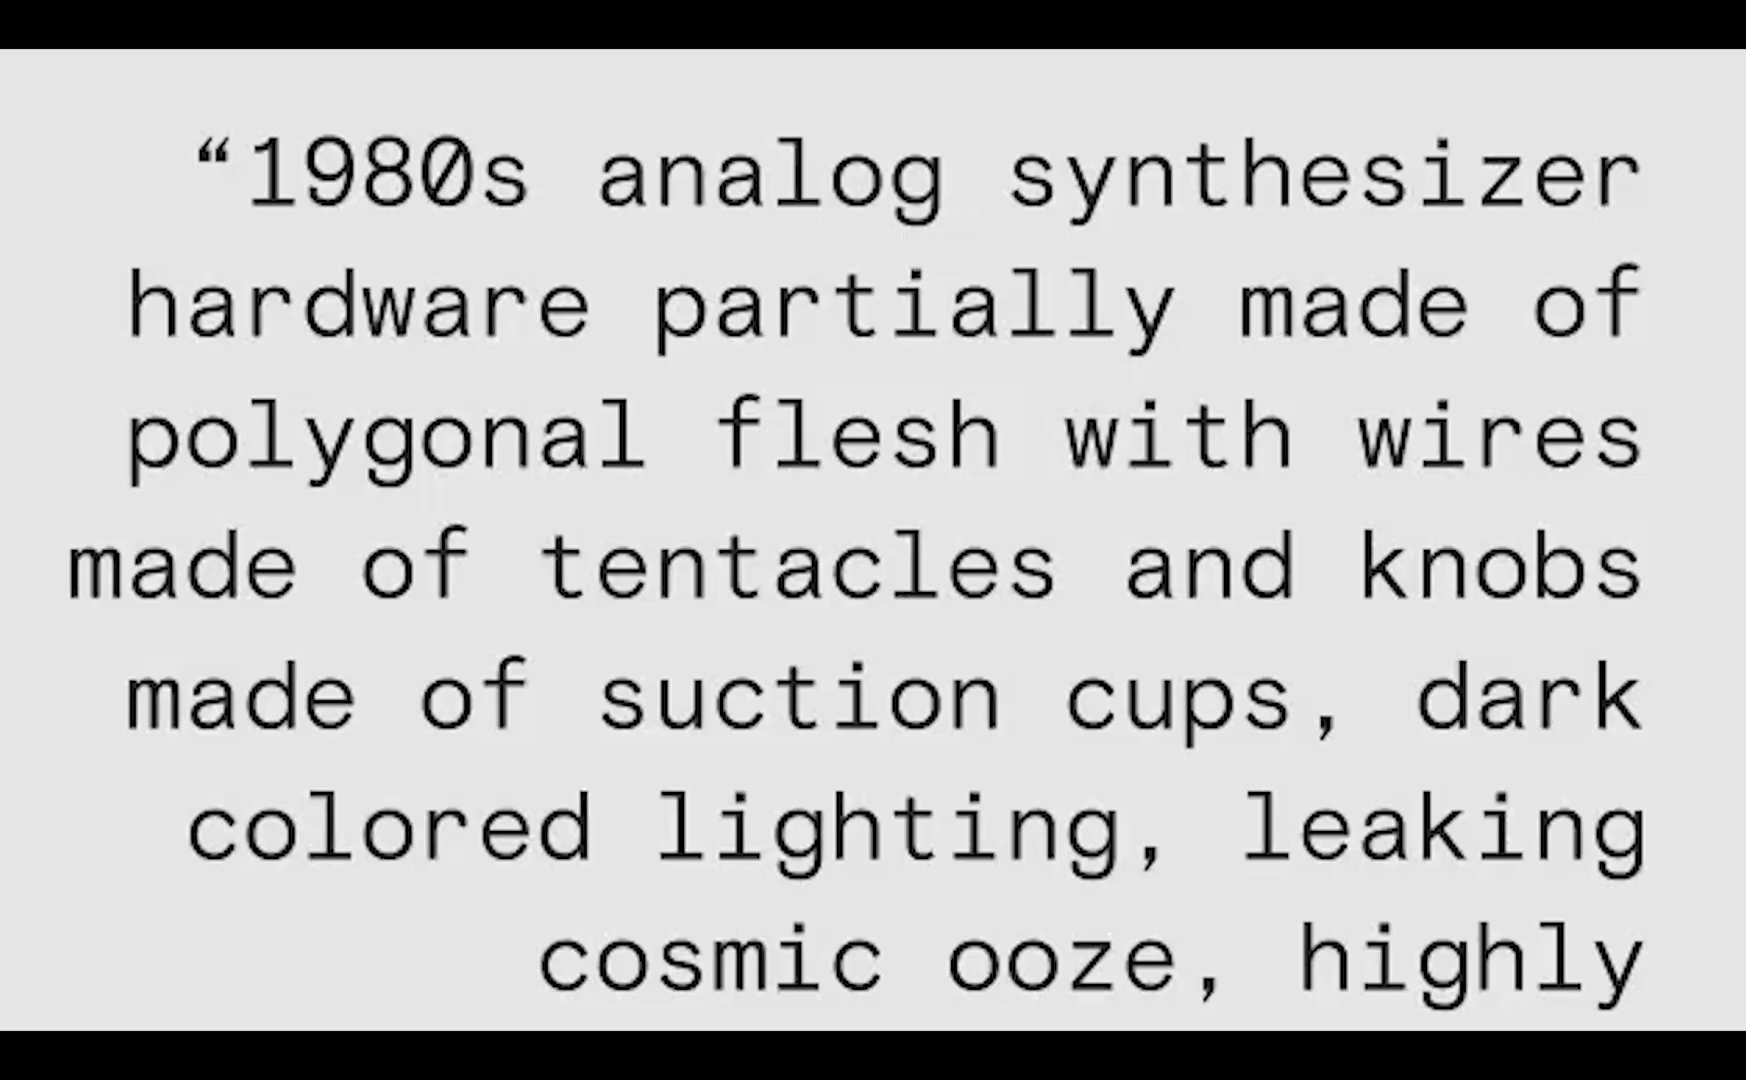 “1980s analog synthesizer
hardware partially made of
polygonal flesh with wires
made of tentacles and knobs
made of suction cups, dark
colored lighting, leaking
cosmic ooze, highly